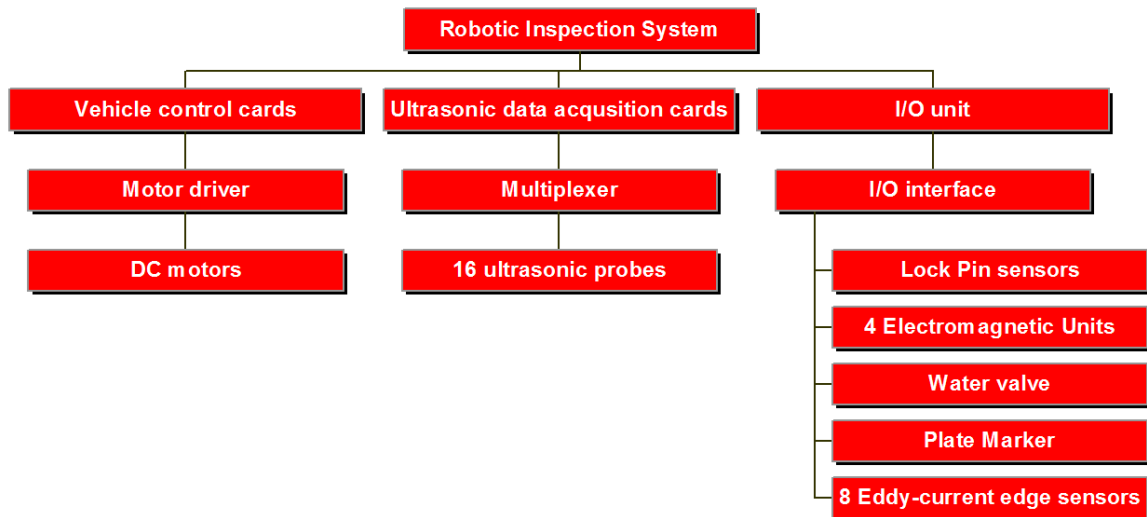 Robotic Inspection System
Vehicle control cards
Ultrasonic data acqusition cards
I/O unit
Motor driver
Multiplexer
I/O interface
DC motors
16 ultrasonic probes
Lock Pin sensors
4 Electromagnetic Units
Water valve
Plate Marker
8 Eddy-current edge sensors